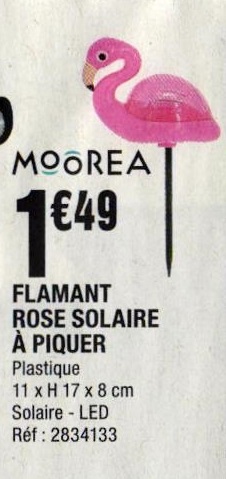 MOOREA
1€49
FLAMANT
ROSE SOLAIRE
À PIQUER
Plastique
11 x H 17 x 8 cm
Solaire - LED
Réf : 2834133